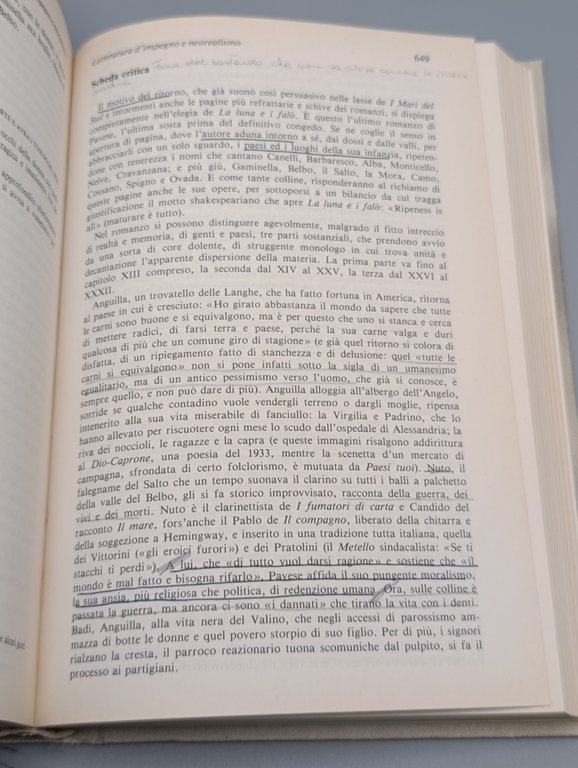 Letteratura d'impegno e neorealismo 649
Scheda critica
Il motivo del ritorno, che già suonò così persuasivo nelle lasse de I Mari del
Sud e intormenti anche le pagine più refrattarie e schive dei romanzi, si dispiega
compiutamente nell'elegia de La luna e i falò. È questo l'ultimo romanzo di
Pavese, l'ultima sosta prima del definitivo congedo. Se ne coglie il senso in
apertura di pagina, dove l'autore aduna intorno a sé, dai dossi e dalle valli, per
abbracciarli con un solo sguardo, i paesi ed i luoghi della sua infanzia, ripeten-
done con tenerezza i nomi che cantano Canelli, Barbaresco, Alba, Monticello,
Neive, Cravanzana; e più giù, Gaminella, Belbo, il Salto, la Mora, Camo,
Cossano, Spigno e Ovada. E come tante colline, risponderanno al richiamo di
queste pagine anche le sue opere, per sottoporsi a un bilancio da cui tragga
giustificazione il motto shakespeariano che apre La luna e i falò: «Ripeness is
all» (maturare è tutto).
Nel romanzo si possono distinguere agevolmente, malgrado il fitto intreccio
di realtà e memoria, di genti e paesi, tre parti sostanziali, che prendono avvio
da una sorta di core dolente, di struggente monologo in cui trova unità e
decantazione l'apparente dispersione della materia. La prima parte va fino al
capitolo XIII compreso, la seconda dal XIV al XXV, la terza dal XXVI al
XXXII.
Anguilla, un trovatello delle Langhe, che ha fatto fortuna in America, ritorna
al paese in cui è cresciuto: «Ho girato abbastanza il mondo da sapere che tutte
le carni sono buone e si equivalgono, ma è per questo che uno si stanca e cerca
di mettere radici, di farsi terra e paese, perché la sua carne valga e duri
qualcosa di più che un comune giro di stagione» (e già quel ritorno si colora di
disfatta, di un ripiegamento fatto di stanchezza e di delusione: quel «tutte le
carni si equivalgono» non si pone infatti sotto la sigla di un umanesimo
egualitario, ma di un antico pessimismo verso l'uomo, che già si conosce, è
sempre quello, e non può dare di più). Anguilla alloggia all'albergo dell'Angelo,
sorride se qualche contadino vuole vendergli terreno o dargli moglie, ripensa
intenerito alla sua vita miserabile di fanciullo: la Virgilia e Padrino, che lo
hanno allevato per riscuotere ogni mese lo scudo dall'ospedale di Alessandria; la
riva dei noccioli, le ragazze e la capra (e queste immagini risalgono addirittura
al Dio-Caprone, una poesia del 1933, mentre la scenetta d'un mercato di
campagna, sfrondata di certo folclorismo, è mutuata da Paesi tuoi). Nuto, il
falegname del Salto che un tempo suonava il clarino su tutti i balli a palchetto
della valle del Belbo, gli si fa storico improvvisato, racconta della guerra, dei
vivi e dei morti. Nuto è il clarinettista de I fumatori di carta e Candido del
racconto Il mare, fors'anche il Pablo de Il compagno, liberato della chitarra e
della soggezione a Hemingway, e inserito in una tradizione tutta italiana, quella
dei Vittorini («gli eroici furori») e dei Pratolini (il Metello sindacalista: «Se ti
stacchi ti perdi»). A lui, che «di tutto vuol darsi ragione» e sostiene che «il
mondo è mal fatto e bisogna rifarlo», Pavese affida il suo pungente moralismo,
la sua ansia, più religiosa che politica, di redenzione umana. Ora, sulle colline è
passata la guerra, ma ancora ci sono «i dannati» che tirano la vita con i denti.
Badi, Anguilla, alla vita nera del Valino, che negli accessi di parossismo am-
mazza di botte le donne e quel povero storpio di suo figlio. Per di più, i signori
rialzano la cresta, il parroco reazionario tuona scomuniche dal pulpito, si fa il
processo ai partigiani.